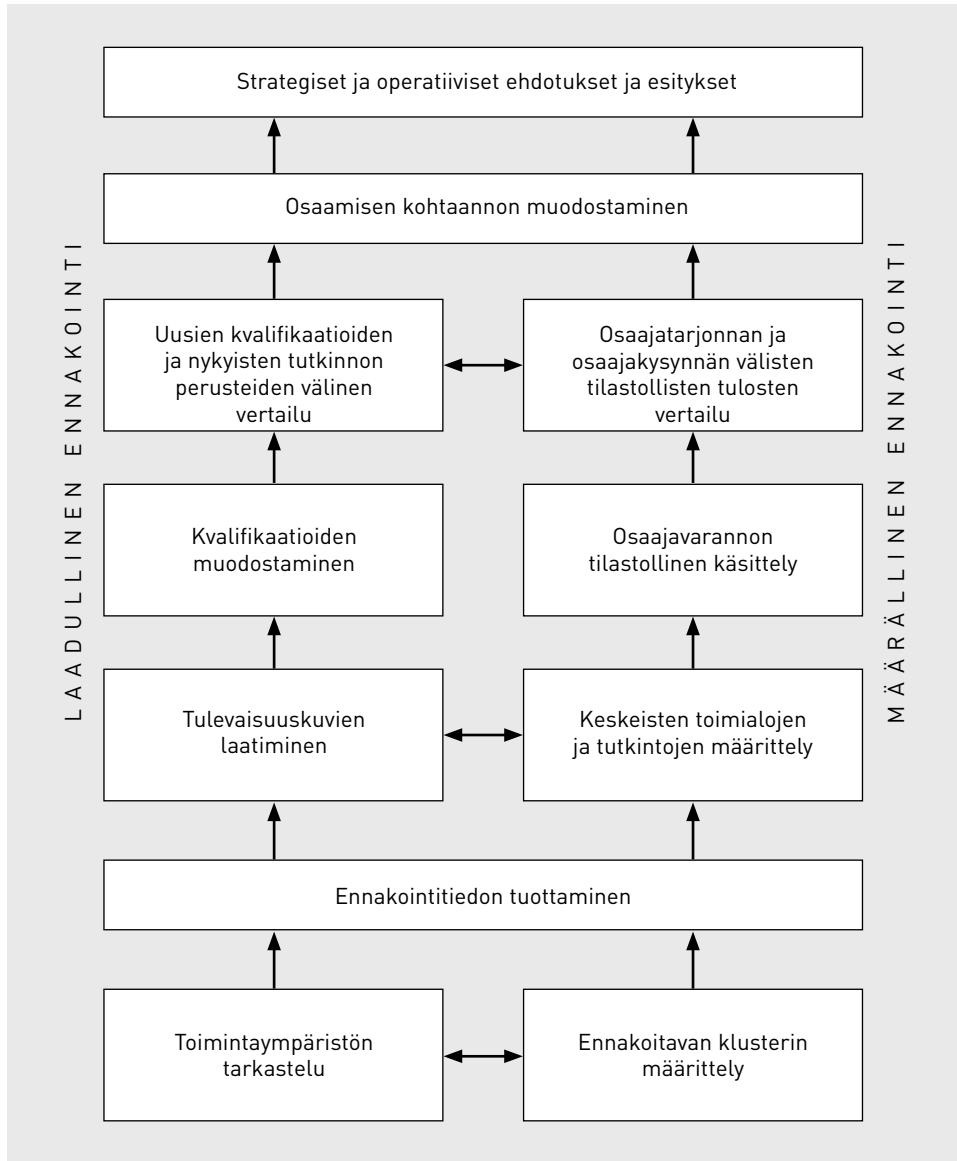 Strategiset ja operatiiviset ehdotukset ja esitykset
Osaamisen kohtaannon muodostaminen
LAADULLINEN ENNAKOINTI
MÄÄRÄLLINEN ENNAKOINTI
Uusien kvalifikaatioiden
ja nykyisten tutkinnon
perusteiden välinen
vertailu
Osaajatarjonnan ja
osaajakysynnän välisten
tilastollisten tulosten
vertailu
Kvalifikaatioiden
muodostaminen
Osaajavarannon
tilastollinen käsittely
Tulevaisuuskuvien
laatiminen
Keskeisten toimialojen
ja tutkintojen määrittely
Ennakointitiedon tuottaminen
Toimintaympäristön
tarkastelu
Ennakoitavan klusterin
määrittely